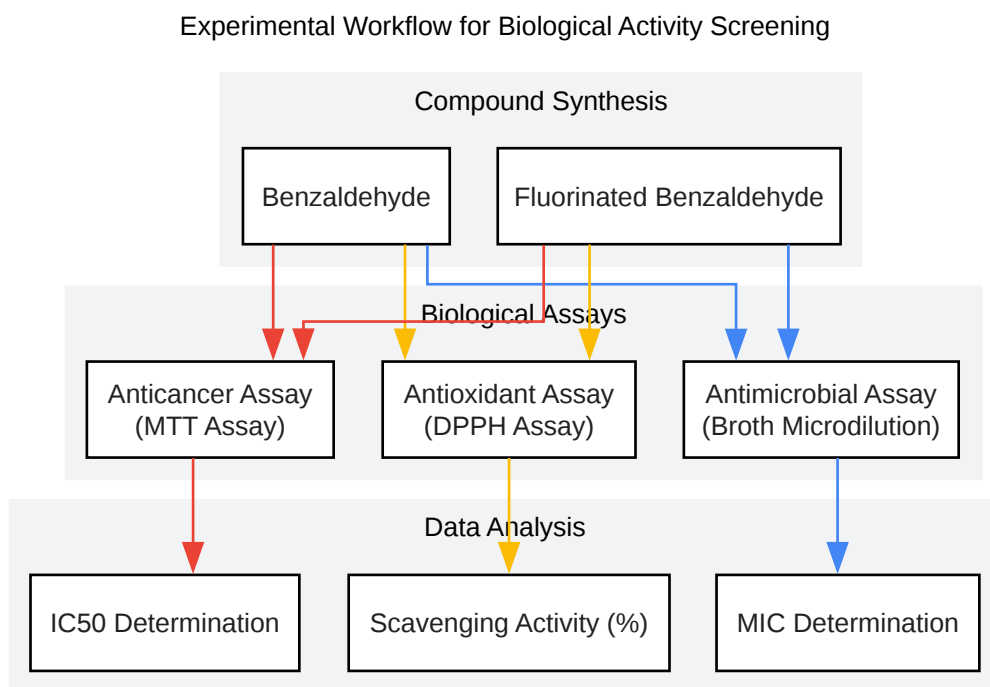 Experimental Workflow for Biological Activity Screening
Compound Synthesis
Benzaldehyde
Fluorinated Benzaldehyde
Biological Assays
Anticancer Assay
(MTT Assay)
Antioxidant Assay
(DPPH Assay)
Antimicrobial Assay
(Broth Microdilution)
Data Analysis
IC50 Determination
Scavenging Activity (%)
MIC Determination